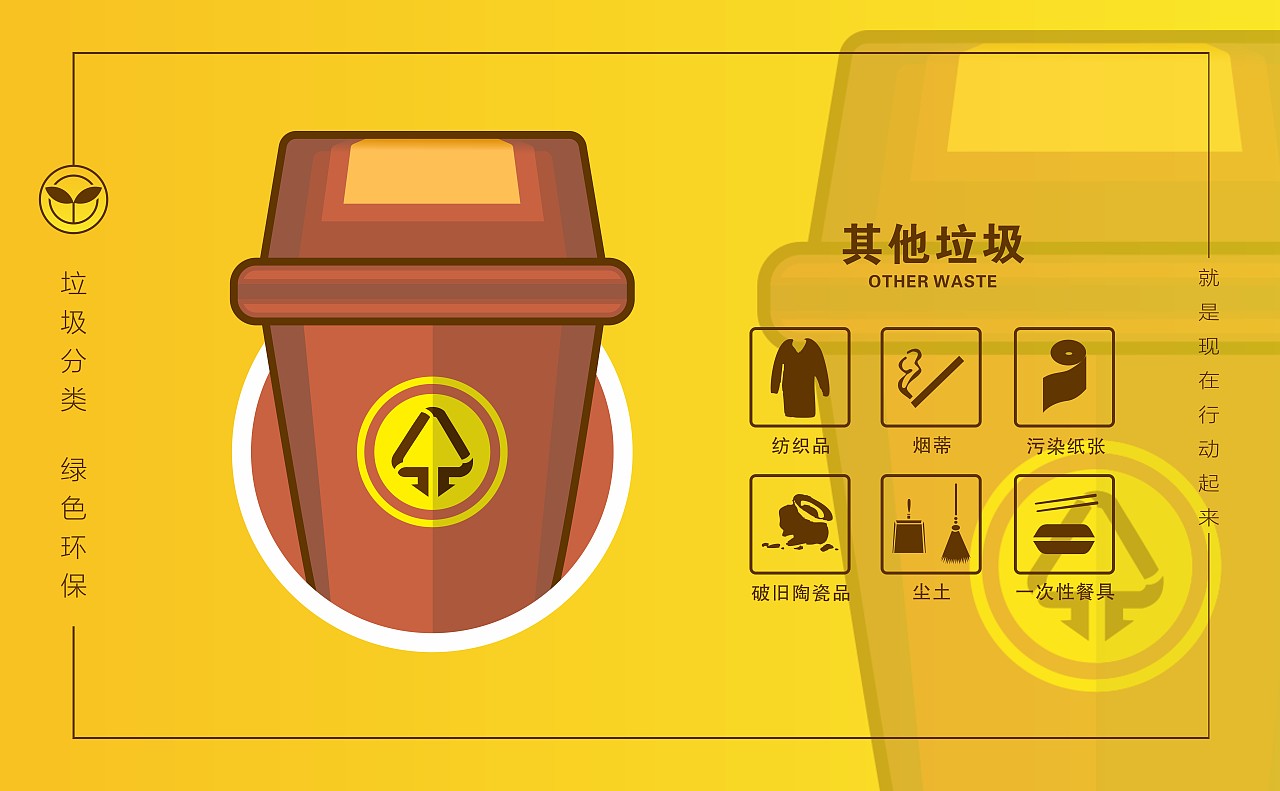 垃圾分类 绿色环保
其他垃圾
OTHER WASTE
纺织品
烟蒂
污染纸张
破旧陶瓷品
尘土
一次性餐具
就是现在行动起来